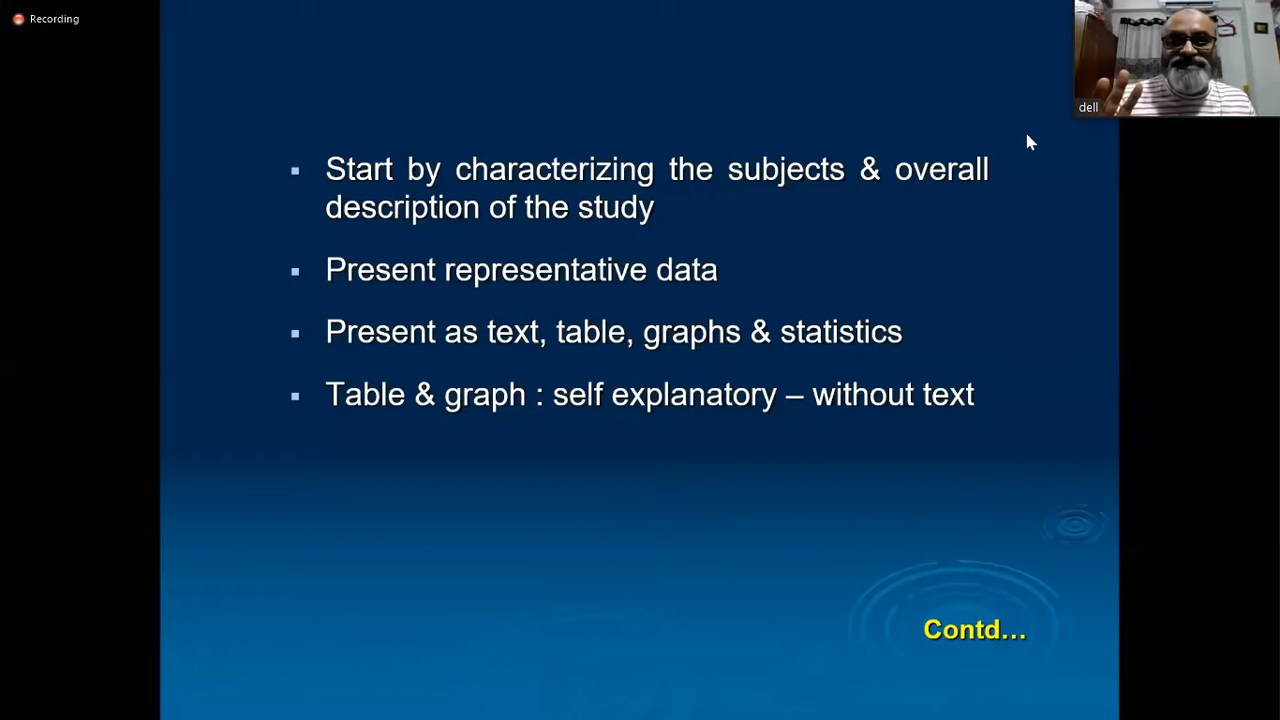 Recording
dell
▪ Start by characterizing the subjects & overall
description of the study
▪ Present representative data
▪ Present as text, table, graphs & statistics
▪ Table & graph : self explanatory – without text
Contd...